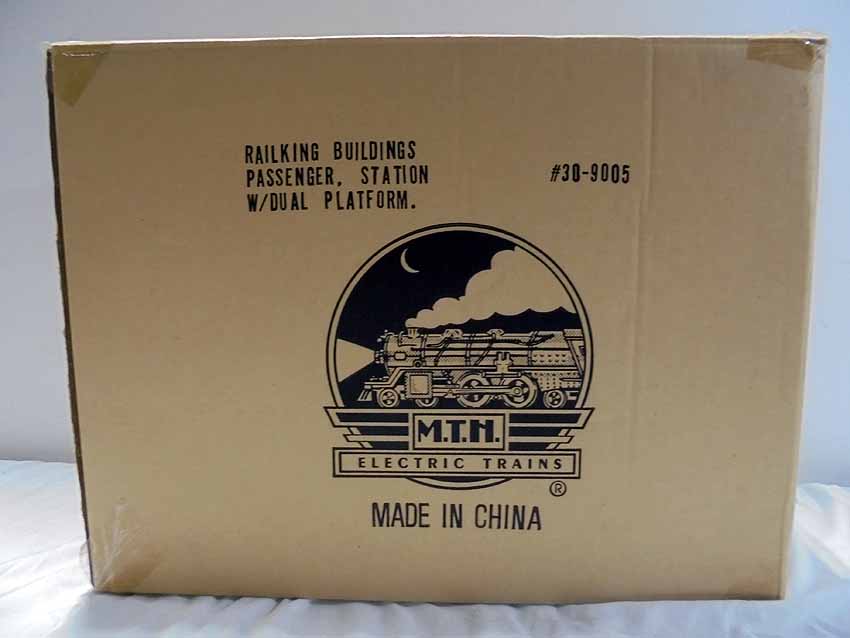 RAILKING BUILDINGS
PASSENGER, STATION
W/DUAL PLATFORM.
#30-9005
M.T.H.
ELECTRIC TRAINS
®
MADE IN CHINA